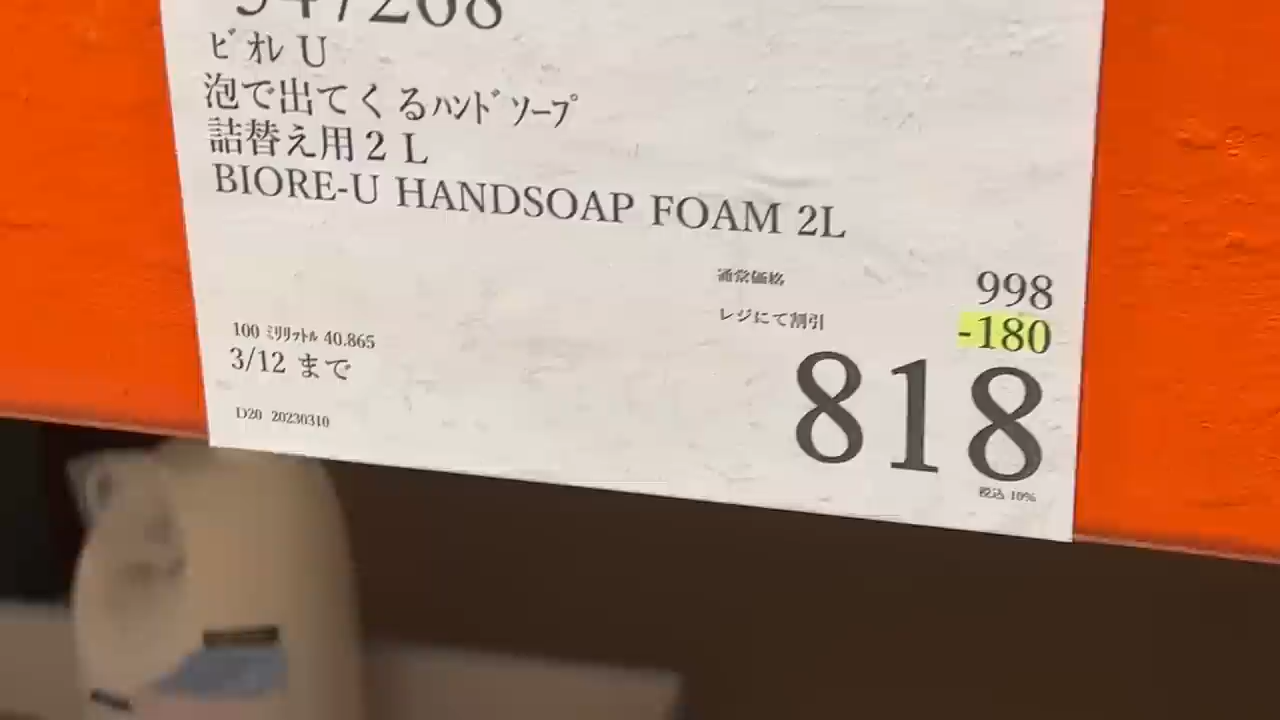 ﾋﾞｵﾚ U
泡で出てくるﾊﾝﾄﾞｿｰﾌﾟ
詰替え用２Ｌ
BIORE-U HANDSOAP FOAM 2L
通常価格 998
レジにて割引 -180
818
100 ﾐﾘﾘｯﾄﾙ 40.865
3/12 まで
D20 20230310
税込 10%